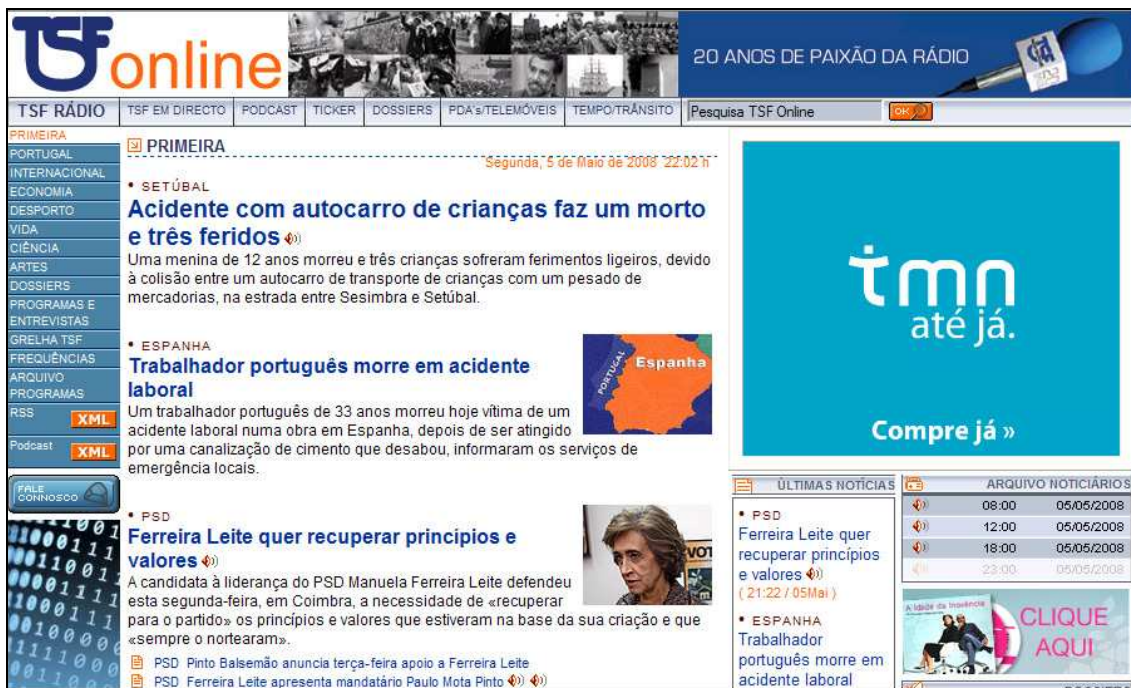 TSF online
20 ANOS DE PAIXÃO DA RÁDIO
TSF RÁDIO
TSF EM DIRECTO
PODCAST
TICKER
DOSSIERS
PDA's/TELEMÓVEIS
TEMPO/TRÂNSITO
Pesquisa TSF Online
OK
PRIMEIRA
PORTUGAL
INTERNACIONAL
ECONOMIA
DESPORTO
VIDA
CIÊNCIA
ARTES
DOSSIERS
PROGRAMAS E
ENTREVISTAS
GRELHA TSF
FREQUÊNCIAS
ARQUIVO
PROGRAMAS
RSS XML
Podcast XML
FALE
CONNOSCO
PRIMEIRA
Segunda, 5 de Maio de 2008 22:02 h
• SETÚBAL
Acidente com autocarro de crianças faz um morto
e três feridos
Uma menina de 12 anos morreu e três crianças sofreram ferimentos ligeiros, devido
à colisão entre um autocarro de transporte de crianças com um pesado de
mercadorias, na estrada entre Sesimbra e Setúbal.
• ESPANHA
Trabalhador português morre em acidente
laboral
Um trabalhador português de 33 anos morreu hoje vítima de um
acidente laboral numa obra em Espanha, depois de ser atingido
por uma canalização de cimento que desabou, informaram os serviços de
emergência locais.
PORTUGAL
Espanha
• PSD
Ferreira Leite quer recuperar princípios e
valores
A candidata à liderança do PSD Manuela Ferreira Leite defendeu
esta segunda-feira, em Coimbra, a necessidade de «recuperar
para o partido» os princípios e valores que estiveram na base da sua criação e que
«sempre o nortearam».
VOT
PSD Pinto Balsemão anuncia terça-feira apoio a Ferreira Leite
PSD Ferreira Leite apresenta mandatário Paulo Mota Pinto
tmn
até já.
Compre já »
ÚLTIMAS NOTÍCIAS
• PSD
Ferreira Leite quer
recuperar princípios
e valores
( 21:22 / 05Mai )
• ESPANHA
Trabalhador
português morre em
acidente laboral
ARQUIVO NOTICIÁRIOS
08:00 05/05/2008
12:00 05/05/2008
18:00 05/05/2008
23:00 05/05/2008
A Idade da Inocência
CLIQUE
AQUI